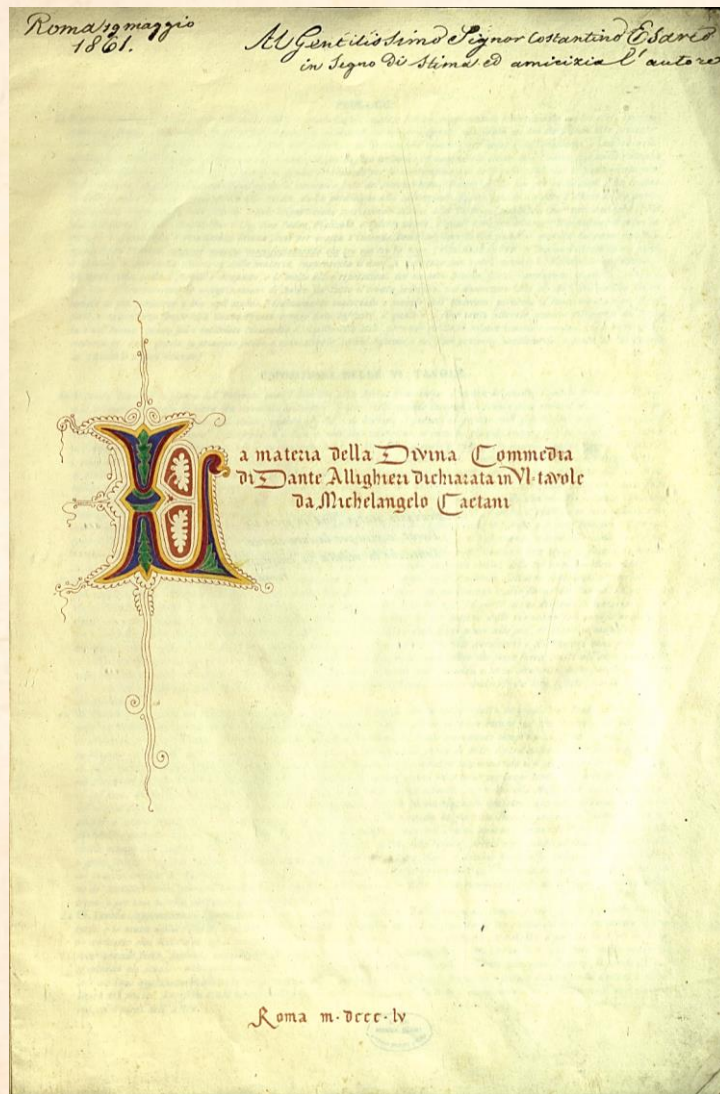 Roma 19 maggio
1861.
Al Gentilissimo Signor Costantino
in segno di stima ed amicizia l'autore
La materia della Divina Commedia
di Dante Allighieri dichiarata in VI tavole
da Michelangelo Caetani
Roma m·dccc·lv